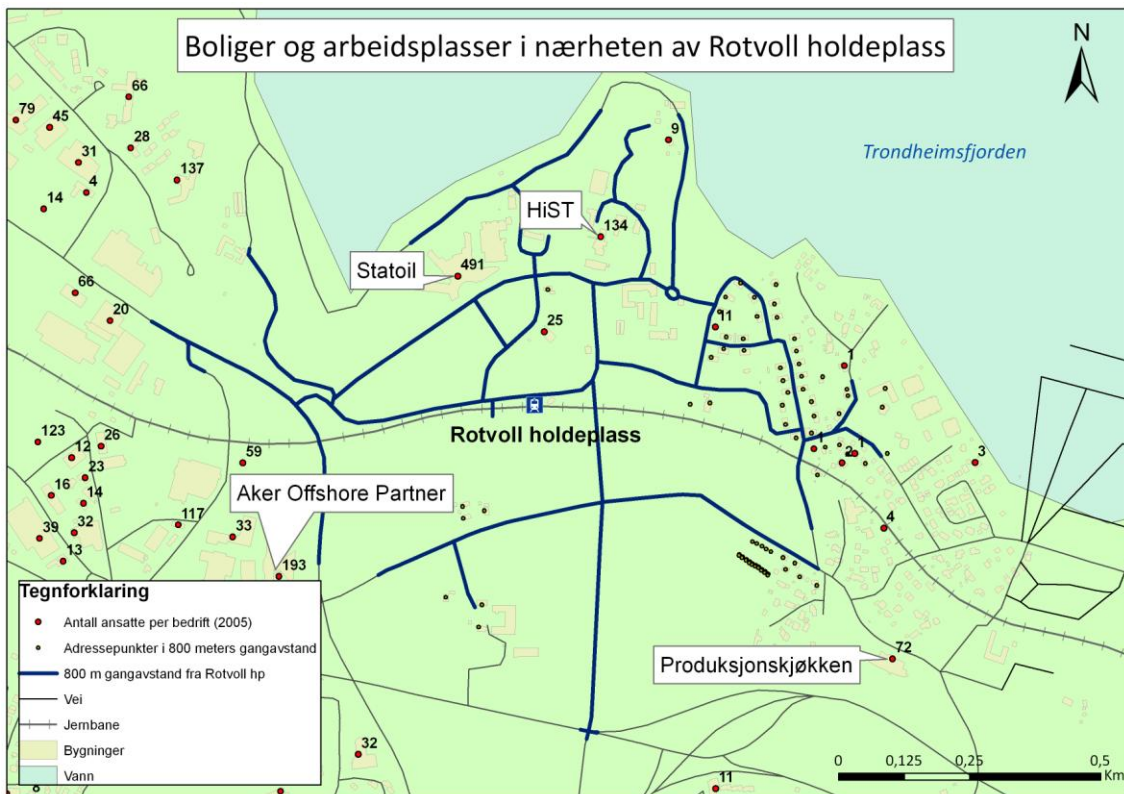 Boliger og arbeidsplasser i nærheten av Rotvoll holdeplass
N
Trondheimsfjorden
66
79
45
28
31
137
4
14
9
HiST
134
Statoil
491
66
20
25
11
1
Rotvoll holdeplass
123
26
12
23
59
16
14
1
2
1
3
Aker Offshore Partner
39
32
13
117
33
4
193
Tegnforklaring
Antall ansatte per bedrift (2005)
Adressepunkter i 800 meters gangavstand
800 m gangavstand fra Rotvoll hp
Vei
Jernbane
Bygninger
Vann
Produksjonskjøkken
72
32
11
0 0,125 0,25 0,5
Km